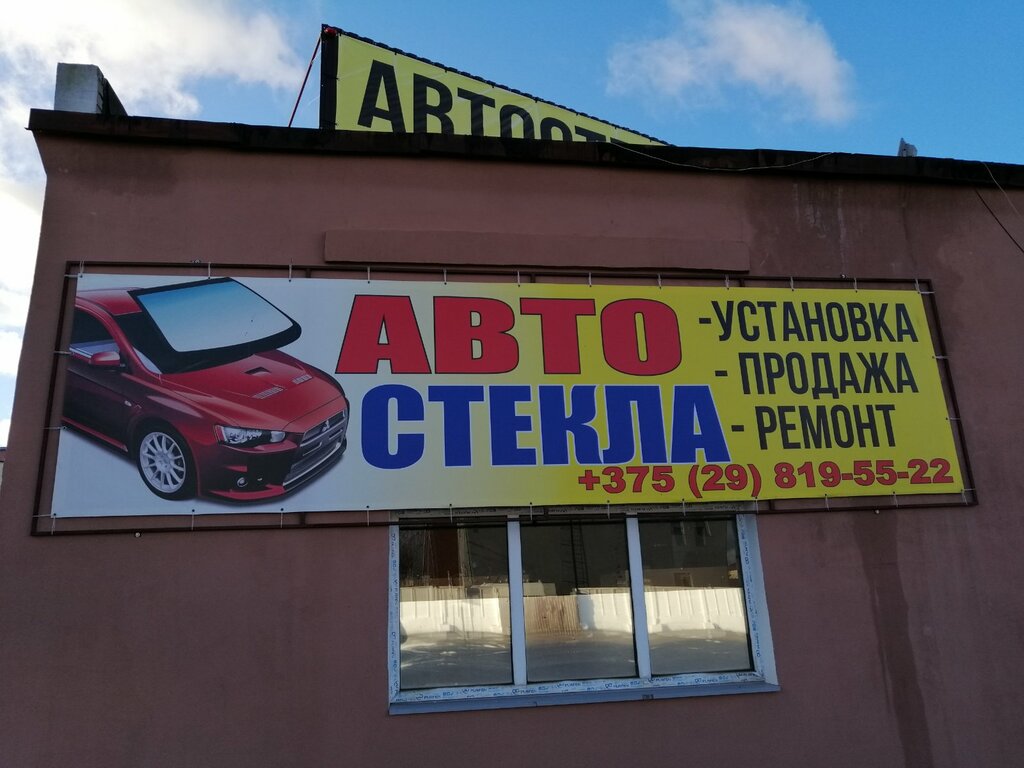 АВТО
СТЕКЛА
-УСТАНОВКА
- ПРОДАЖА
- РЕМОНТ
+375 (29) 819-55-22